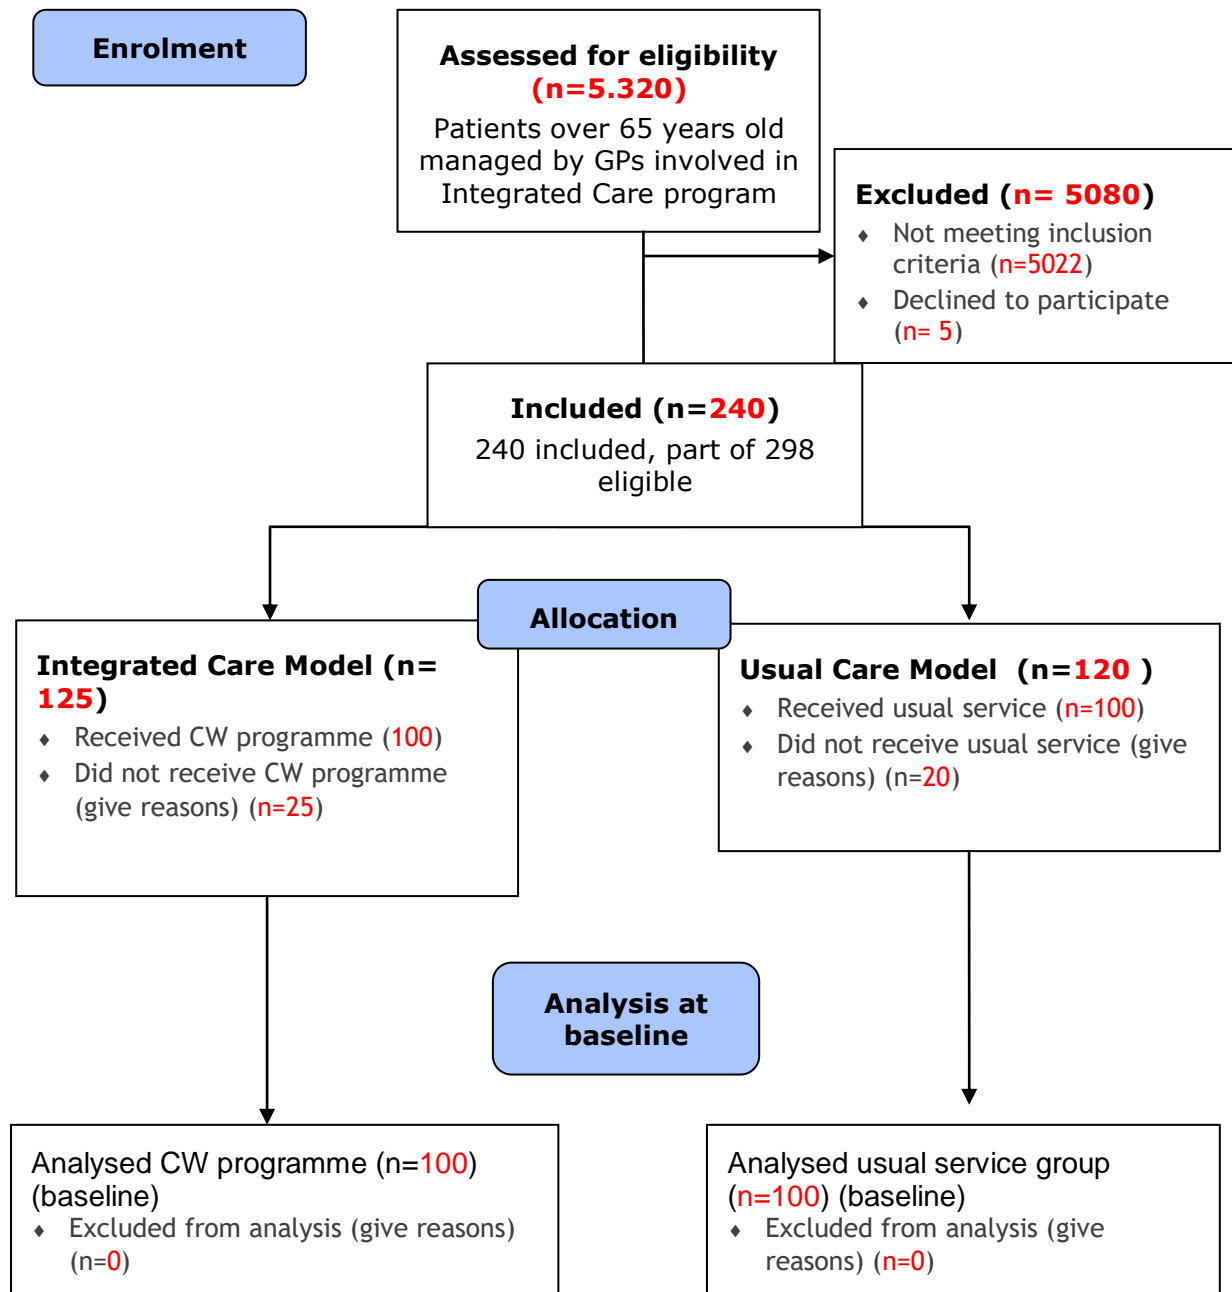 Enrolment
Assessed for eligibility
(n=5.320)
Patients over 65 years old
managed by GPs involved in
Integrated Care program
Excluded (n= 5080)
♦ Not meeting inclusion
criteria (n=5022)
♦ Declined to participate
(n= 5)
Included (n=240)
240 included, part of 298
eligible
Allocation
Integrated Care Model (n=
125)
♦ Received CW programme (100)
♦ Did not receive CW programme
(give reasons) (n=25)
Usual Care Model (n=120 )
♦ Received usual service (n=100)
♦ Did not receive usual service (give
reasons) (n=20)
Analysis at
baseline
Analysed CW programme (n=100)
(baseline)
♦ Excluded from analysis (give reasons)
(n=0)
Analysed usual service group
(n=100) (baseline)
♦ Excluded from analysis (give
reasons) (n=0)